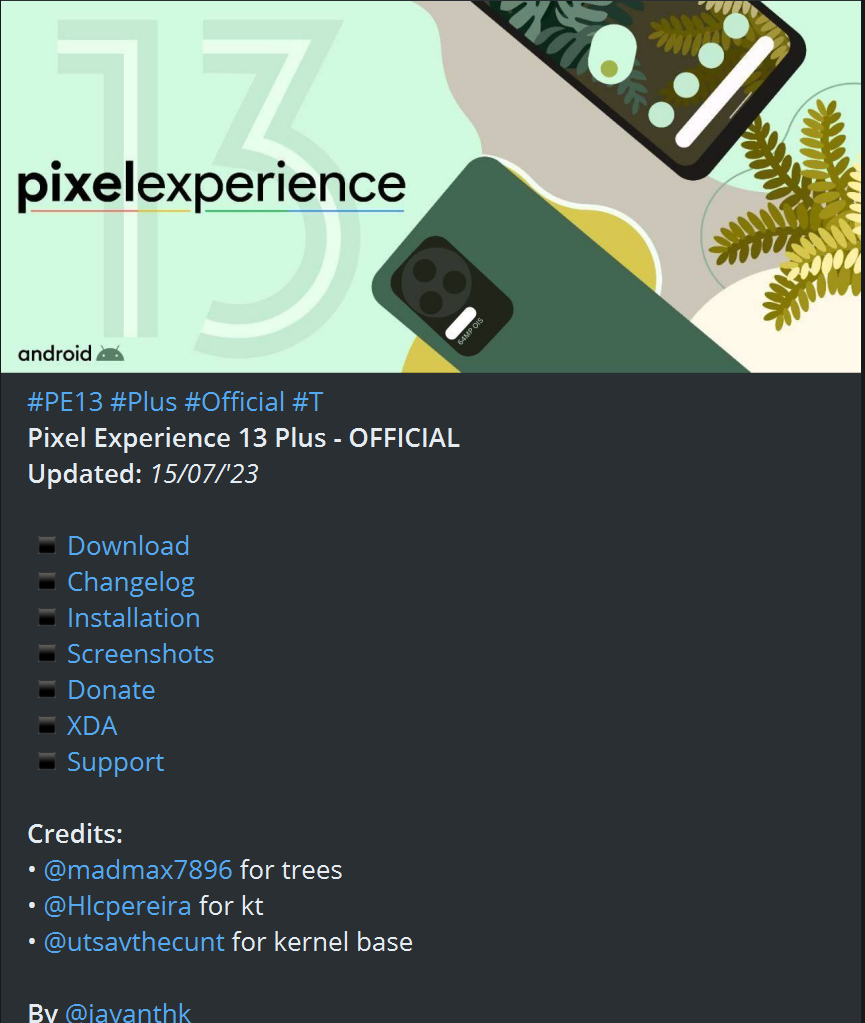 13
pixelexperience
64MP OIS
android
#PE13 #Plus #Official #T
Pixel Experience 13 Plus - OFFICIAL
Updated: 15/07/'23
Download
Changelog
Installation
Screenshots
Donate
XDA
Support
Credits:
• @madmax7896 for trees
• @Hlcpereira for kt
• @utsavthecunt for kernel base
By @jayanthk